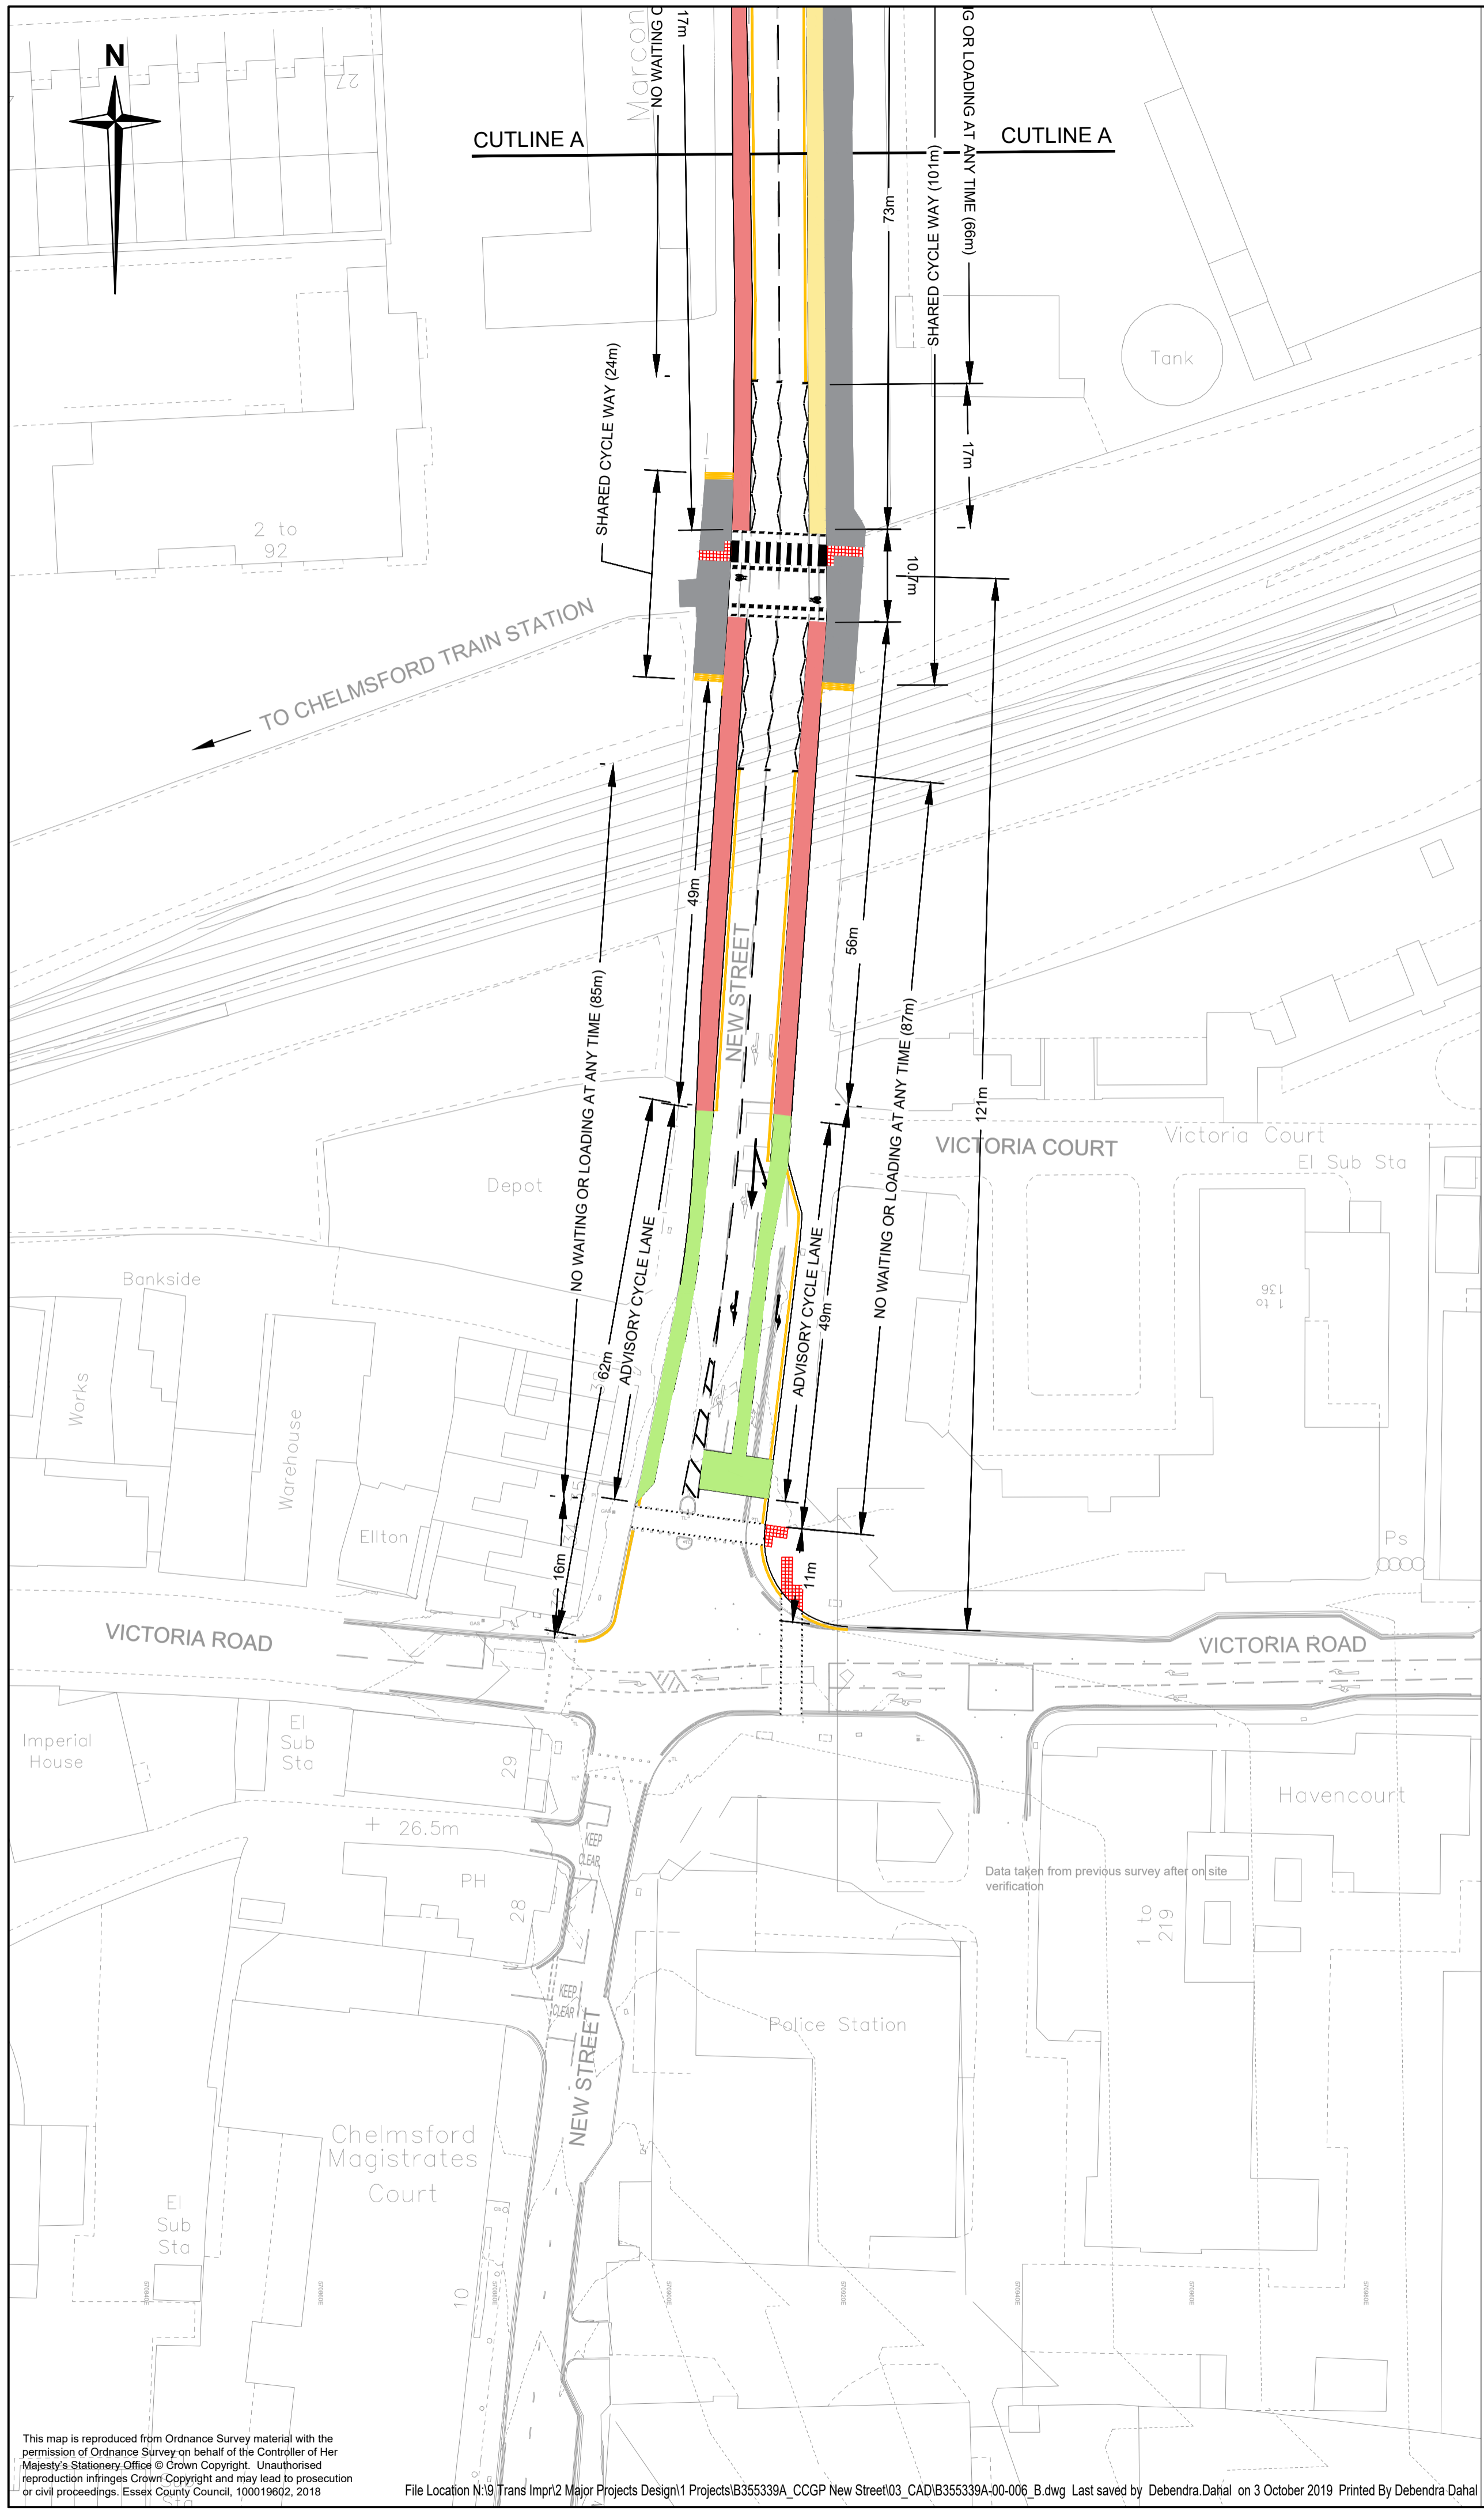 N
27
Marcon
NO WAITING O
17m
CUTLINE A
CUTLINE A
G OR LOADING AT ANY TIME (66m)
73m
SHARED CYCLE WAY (101m)
Tank
SHARED CYCLE WAY (24m)
17m
2 to
92
10.7m
TO CHELMSFORD TRAIN STATION
49m
NEW STREET
56m
NO WAITING OR LOADING AT ANY TIME (85m)
NO WAITING OR LOADING AT ANY TIME (87m)
121m
VICTORIA COURT
Victoria Court
El Sub Sta
Depot
ADVISORY CYCLE LANE
62m
ADVISORY CYCLE LANE
49m
1 to
136
Bankside
Works
Warehouse
Ellton
34
16m
11m
Ps
VICTORIA ROAD
VICTORIA ROAD
Imperial
House
El
Sub
Sta
29
26.5m
PH
28
KEEP
CLEAR
KEEP
CLEAR
Havencourt
Data taken from previous survey after on site
verification
1 to
219
NEW STREET
Police Station
Chelmsford
Magistrates
Court
El
Sub
Sta
10
This map is reproduced from Ordnance Survey material with the
permission of Ordnance Survey on behalf of the Controller of Her
Majesty's Stationery Office © Crown Copyright. Unauthorised
reproduction infringes Crown Copyright and may lead to prosecution
or civil proceedings. Essex County Council, 100019602, 2018
Sub
Sta
File Location N:\9 Trans Impr\2 Major Projects Design\1 Projects\B355339A_CCGP New Street\03_CAD\B355339A-00-006_B.dwg Last saved by Debendra.Dahal on 3 October 2019 Printed By Debendra Dahal